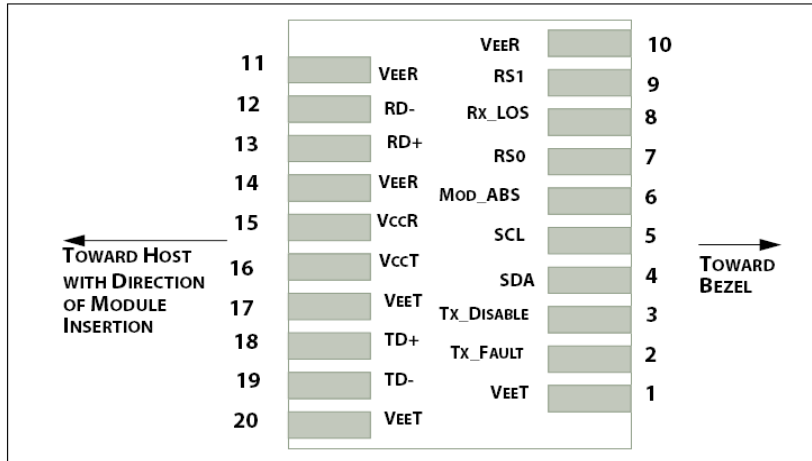 11 VEER
12 RD-
13 RD+
14 VEER
15 VCCR
16 VCCT
17 VEET
18 TD+
19 TD-
20 VEET
VEER 10
RS1 9
RX_LOS 8
RS0 7
MOD_ABS 6
SCL 5
SDA 4
TX_DISABLE 3
TX_FAULT 2
VEET 1
TOWARD HOST
WITH DIRECTION
OF MODULE
INSERTION
TOWARD
BEZEL